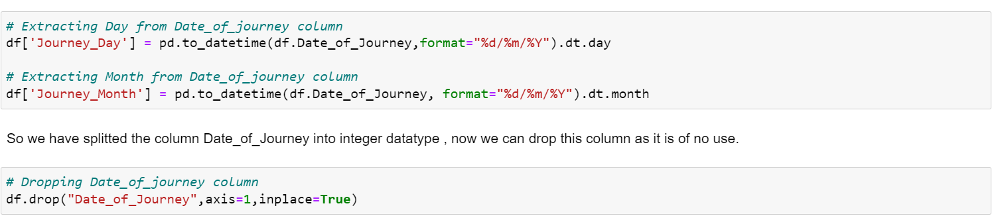 # Extracting Day from Date_of_journey column
df['Journey_Day'] = pd.to_datetime(df.Date_of_Journey,format="%d/%m/%Y").dt.day
# Extracting Month from Date_of_journey column
df['Journey_Month'] = pd.to_datetime(df.Date_of_Journey, format="%d/%m/%Y").dt.month
So we have splitted the column Date_of_Journey into integer datatype , now we can drop this column as it is of no use.
# Dropping Date_of_journey column
df.drop("Date_of_Journey",axis=1,inplace=True)